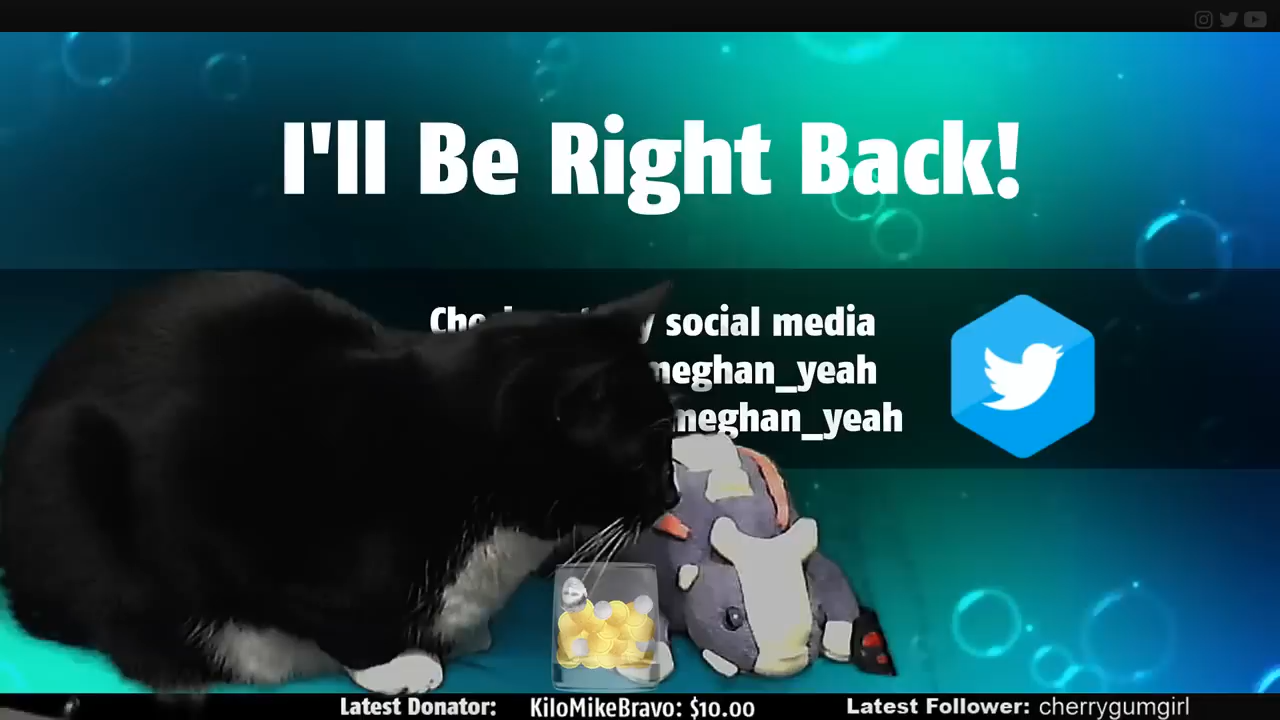 I'll Be Right Back!
social media
meghan_yeah
meghan_yeah
Latest Donator: KiloMikeBravo: $10.00 Latest Follower: cherrygumgirl